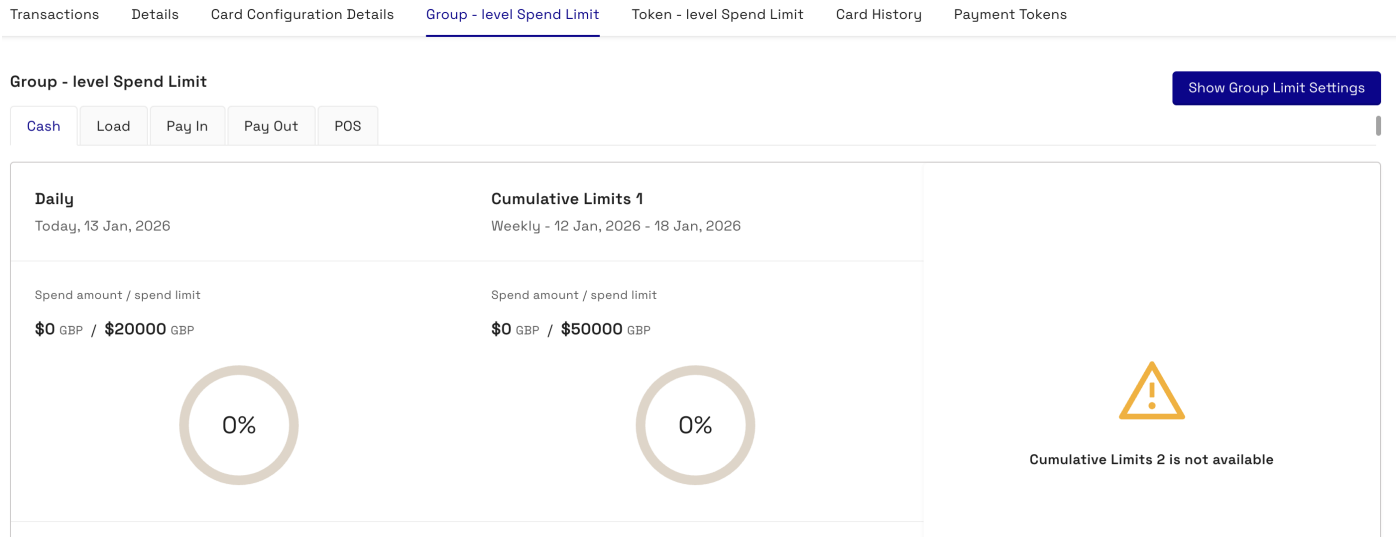 Transactions Details Card Configuration Details Group - level Spend Limit Token - level Spend Limit Card History Payment Tokens
Group - level Spend Limit
Show Group Limit Settings
Cash Load Pay In Pay Out POS
Daily
Today, 13 Jan, 2026
Spend amount / spend limit
$0 GBP / $20000 GBP
0%
Cumulative Limits 1
Weekly - 12 Jan, 2026 - 18 Jan, 2026
Spend amount / spend limit
$0 GBP / $50000 GBP
0%
Cumulative Limits 2 is not available